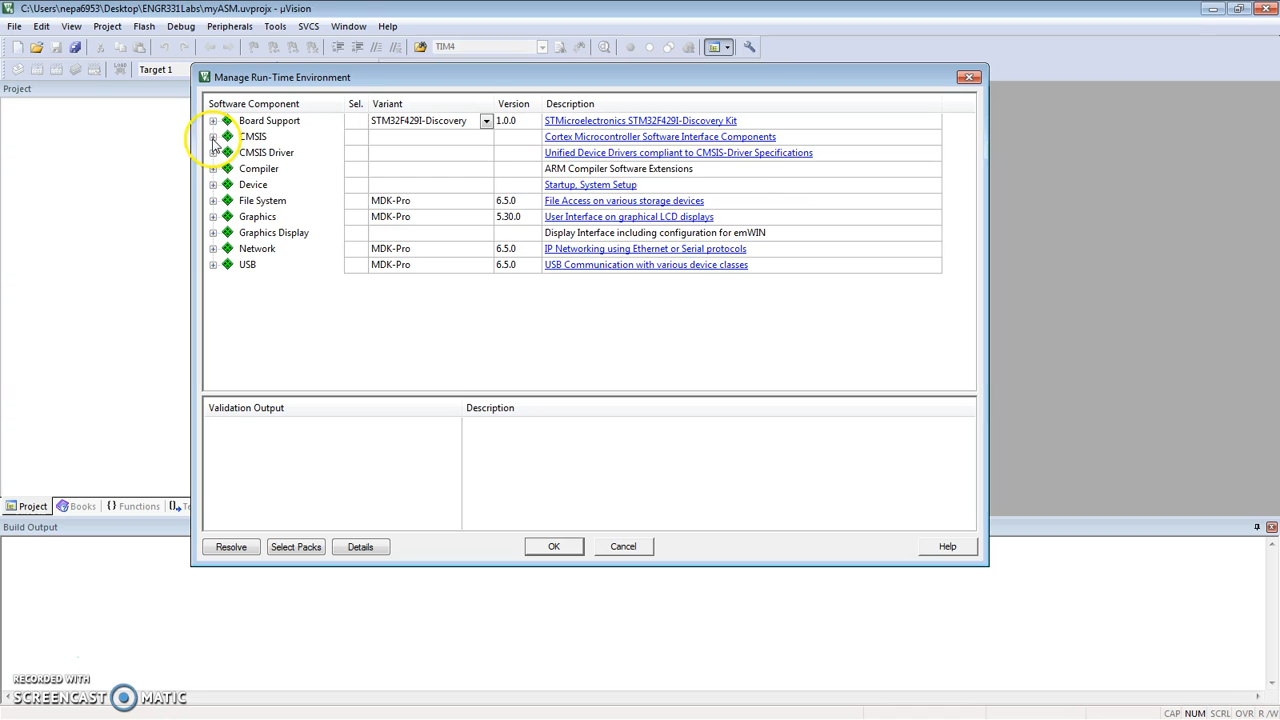 C:\Users\nepa6953\Desktop\ENGR331Labs\myASM.uvprojx - µVision
File Edit View Project Flash Debug Peripherals Tools SVCS Window Help
TIM4
LOAD Target 1
Project
Manage Run-Time Environment
Software Component Sel. Variant Version Description
Board Support STM32F429I-Discovery 1.0.0 STMicroelectronics STM32F429I-Discovery Kit
CMSIS Cortex Microcontroller Software Interface Components
CMSIS Driver Unified Device Drivers compliant to CMSIS-Driver Specifications
Compiler ARM Compiler Software Extensions
Device Startup, System Setup
File System MDK-Pro 6.5.0 File Access on various storage devices
Graphics MDK-Pro 5.30.0 User Interface on graphical LCD displays
Graphics Display Display Interface including configuration for emWIN
Network MDK-Pro 6.5.0 IP Networking using Ethernet or Serial protocols
USB MDK-Pro 6.5.0 USB Communication with various device classes
Validation Output Description
Project Books {} Functions
Resolve Select Packs Details OK Cancel Help
Build Output
RECORDED WITH
SCREENCAST MATIC
CAP NUM SCRL OVR R /W